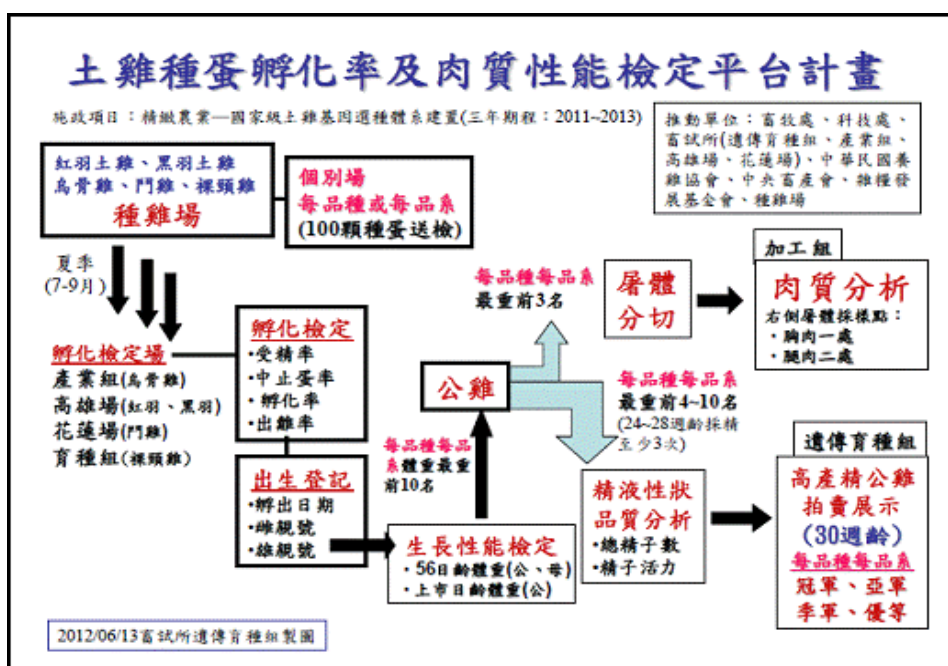 土雞種蛋孵化率及肉質性能檢定平台計畫
施政項目：精緻農業—國家級土雞基因選種體系建置(三年期程：2011~2013)
推動單位：畜牧處、科技處、
畜試所(遺傳育種組、產業組、
高雄場、花蓮場)、中華民國養
雞協會、中央畜產會、雜糧發
展基金會、種雞場
紅羽土雞、黑羽土雞
烏骨雞、鬥雞、裸頸雞
種雞場
個別場
每品種或每品系
(100顆種蛋送檢)
夏季
(7-9月)
孵化檢定場
產業組(烏骨雞)
高雄場(紅羽、黑羽)
花蓮場(鬥雞)
育種組(裸頸雞)
孵化檢定
•受精率
•中止蛋率
•孵化率
•出雛率
出生登記
•孵出日期
•雌親號
•雄親號
生長性能檢定
•56日齡體重(公、母)
•上市日齡體重(公)
每品種每品
系體重最重
前10名
公雞
每品種每品系
最重前3名
屠體
分切
加工組
肉質分析
右側屠體採樣點：
•胸肉一處
•腿肉二處
每品種每品系
最重前4~10名
(24~28週齡採精
至少3次)
精液性狀
品質分析
•總精子數
•精子活力
遺傳育種組
高產精公雞
拍賣展示
(30週齡)
每品種每品系
冠軍、亞軍
季軍、優等
2012/06/13畜試所遺傳育種組製圖